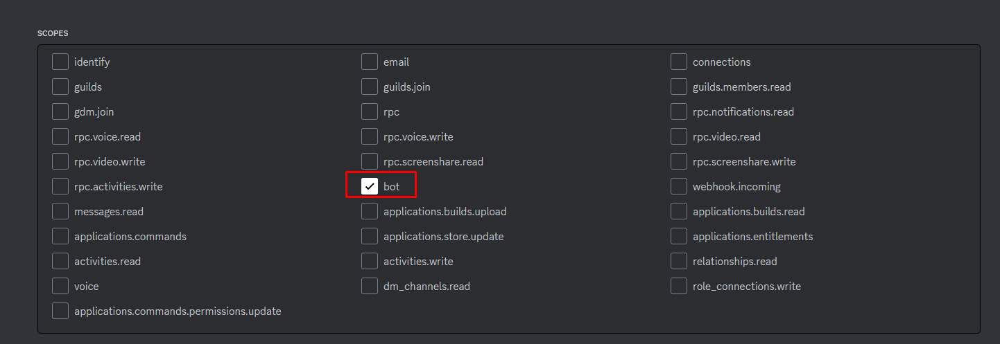 SCOPES
identify email connections
guilds guilds.join guilds.members.read
gdm.join rpc rpc.notifications.read
rpc.voice.read rpc.voice.write rpc.video.read
rpc.video.write rpc.screenshare.read rpc.screenshare.write
rpc.activities.write bot webhook.incoming
messages.read applications.builds.upload applications.builds.read
applications.commands applications.store.update applications.entitlements
activities.read activities.write relationships.read
voice dm_channels.read role_connections.write
applications.commands.permissions.update